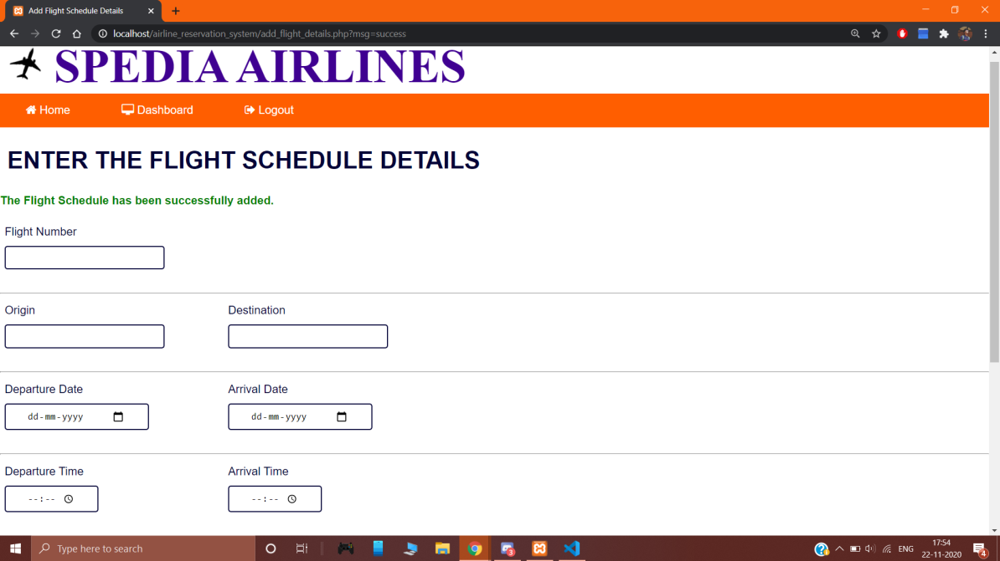 Add Flight Schedule Details
localhost/airline_reservation_system/add_flight_details.php?msg=success
SPEDIA AIRLINES
Home Dashboard Logout
ENTER THE FLIGHT SCHEDULE DETAILS
The Flight Schedule has been successfully added.
Flight Number
Origin Destination
Departure Date Arrival Date
dd-mm-yyyy dd-mm-yyyy
Departure Time Arrival Time
--:-- --:--
Type here to search 3 ENG 17:54
22-11-2020 4